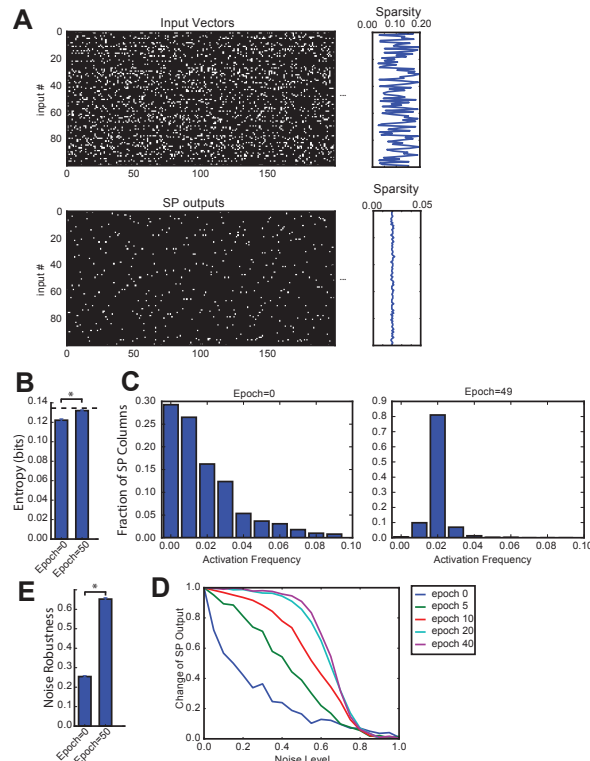 A
Input Vectors
Sparsity
0.00 0.10 0.20
0
20
40
60
80
input #
0 50 100 150
...
SP outputs
Sparsity
0.00 0.05
0
20
40
60
80
input #
0 50 100 150
...
B
*
0.14
0.12
0.10
0.08
0.06
0.04
0.02
0.00
Entropy (bits)
Epoch=0
Epoch=50
C
Epoch=0
0.30
0.25
0.20
0.15
0.10
0.05
0.00
Fraction of SP Columns
0.00 0.02 0.04 0.06 0.08 0.10
Activation Frequency
Epoch=49
0.9
0.8
0.7
0.6
0.5
0.4
0.3
0.2
0.1
0.0
0.00 0.02 0.04 0.06 0.08 0.10
Activation Frequency
E
*
0.6
0.5
0.4
0.3
0.2
0.1
0.0
Noise Robustness
Epoch=0
Epoch=50
D
1.0
0.8
0.6
0.4
0.2
0.0
Change of SP Output
0.0 0.2 0.4 0.6 0.8 1.0
Noise Level
epoch 0
epoch 5
epoch 10
epoch 20
epoch 40